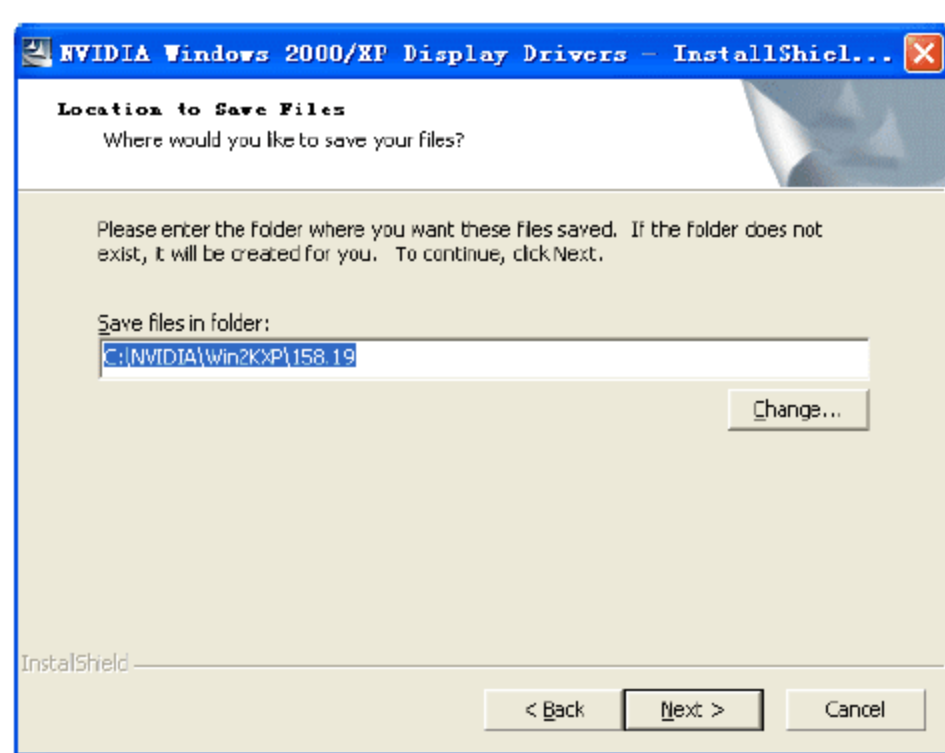 NVIDIA Windows 2000/XP Display Drivers - InstallShiel...
Location to Save Files
Where would you like to save your files?
Please enter the folder where you want these files saved. If the folder does not
exist, it will be created for you. To continue, click Next.
Save files in folder:
C:\NVIDIA\Win2KXP\158.19
Change...
InstallShield
< Back
Next >
Cancel